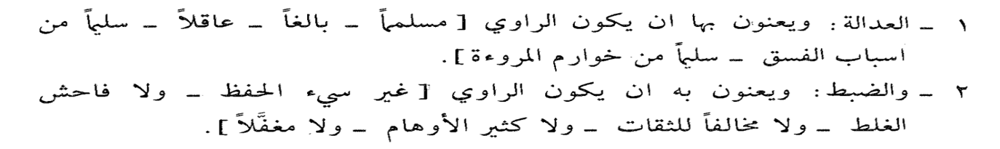 ١ ـ العدالة : ويعنون بها ان يكون الراوي [ مسلماً ـ بالغاً ـ عاقلاً ـ سليماً من
اسباب الفسق ـ سليماً من خوارم المروءة ] .
٢ ـ والضبط : ويعنون به ان يكون الراوي [ غير سيء الحفظ ـ ولا فاحش
الغلط ـ ولا مخالفاً للثقات ـ ولا كثير الأوهام ـ ولا مغفَّلاً ] .